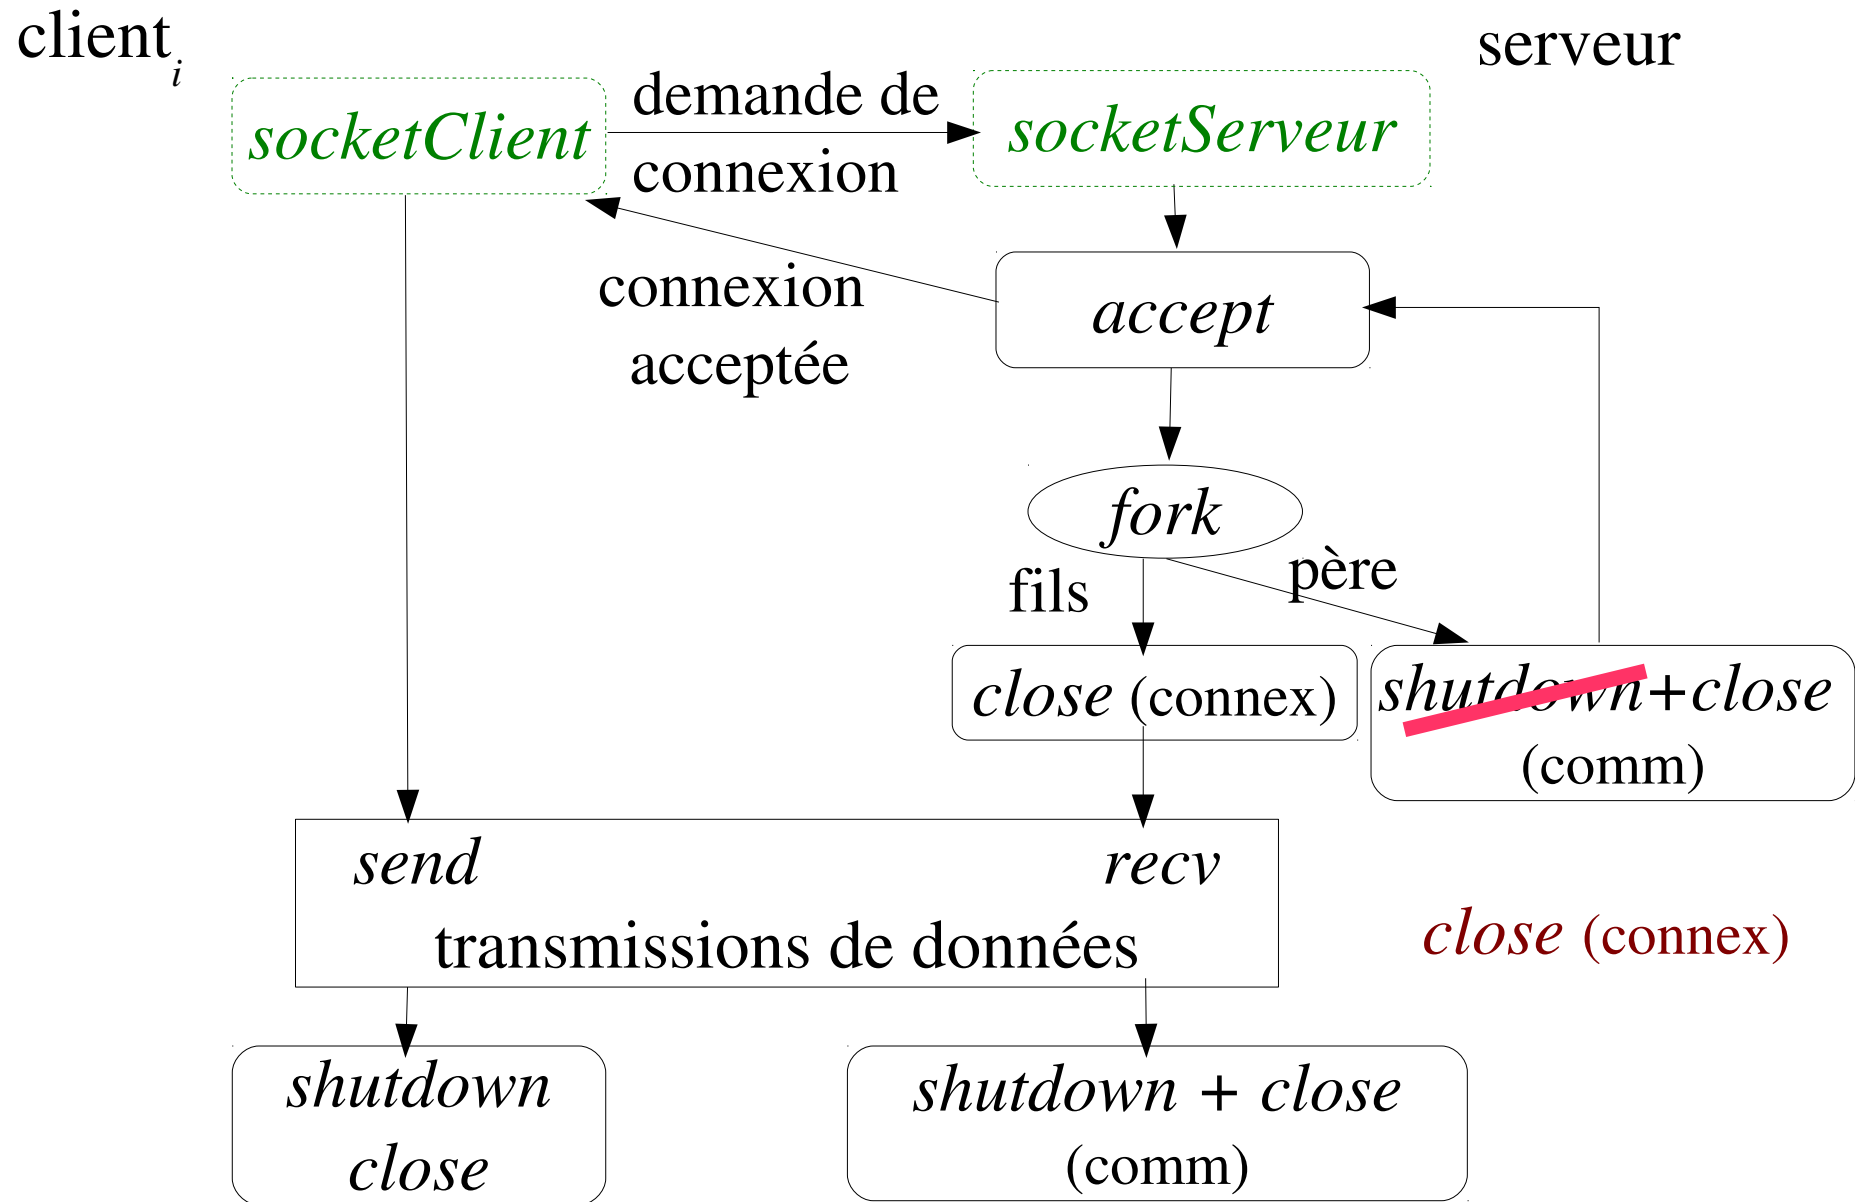 client i
serveur
socketClient
demande de
connexion
socketServeur
connexion
acceptée
accept
fork
fils
père
close (connex)
shutdown+close
(comm)
send
recv
transmissions de données
close (connex)
shutdown
close
shutdown + close
(comm)